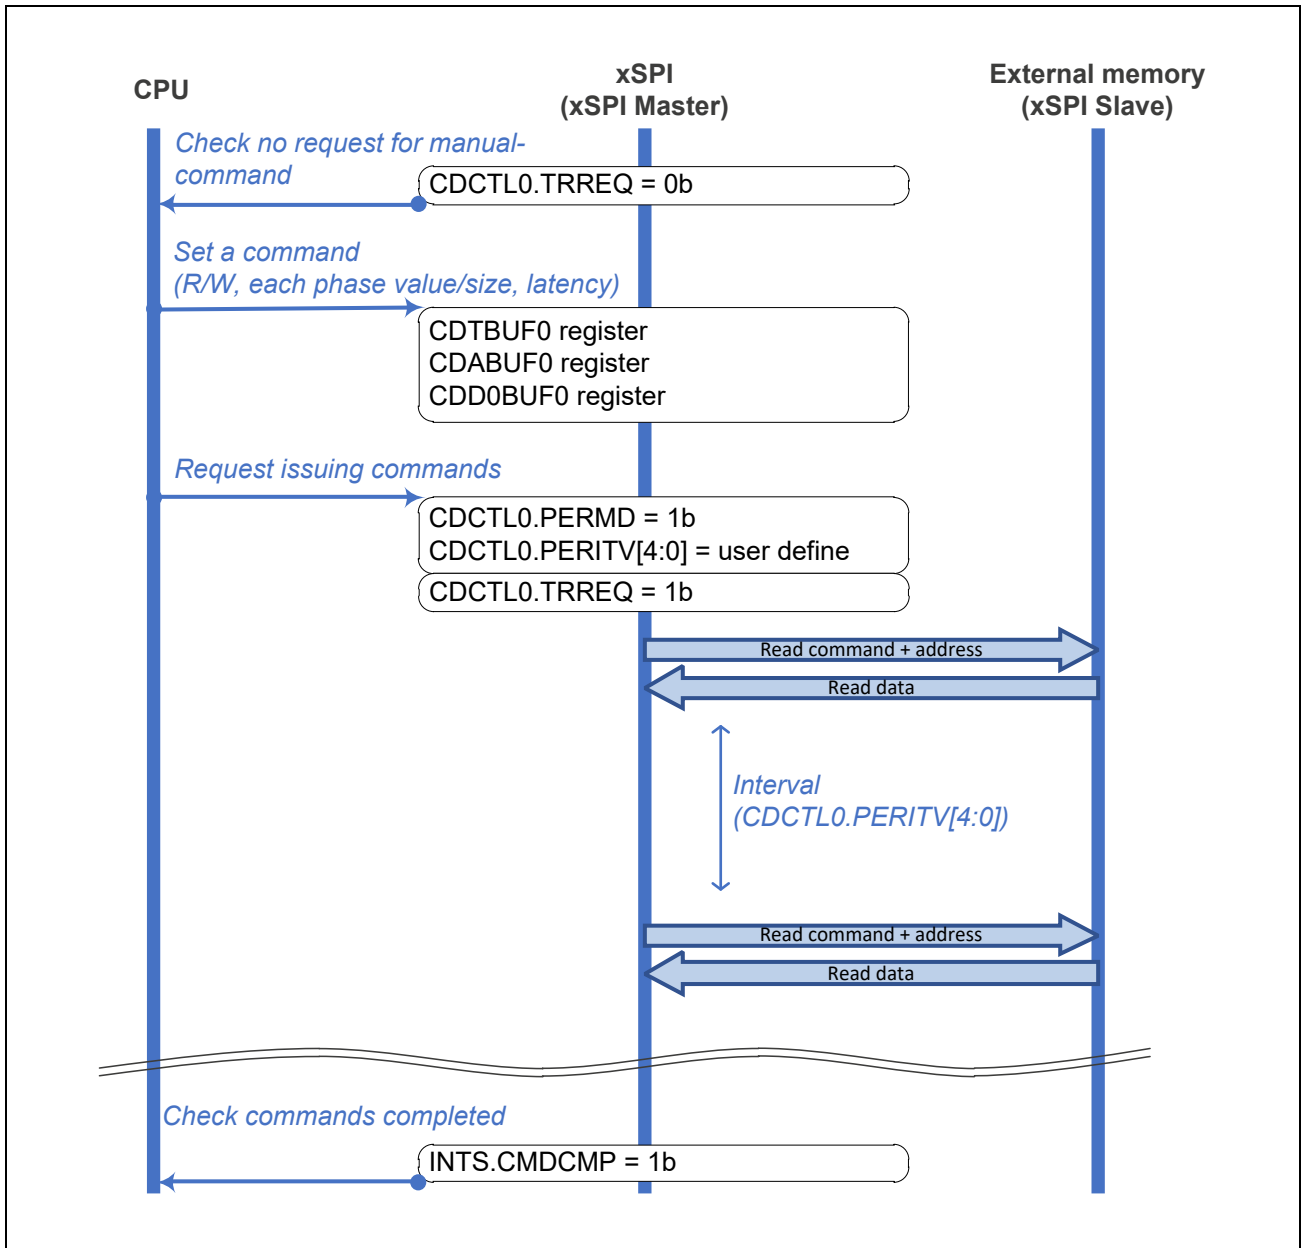 CPU
xSPI
(xSPI Master)
External memory
(xSPI Slave)
Check no request for manual-
command
CDCTL0.TRREQ = 0b
Set a command
(R/W, each phase value/size, latency)
CDTBUF0 register
CDABUF0 register
CDD0BUF0 register
Request issuing commands
CDCTL0.PERMD = 1b
CDCTL0.PERITV[4:0] = user define
CDCTL0.TRREQ = 1b
Read command + address
Read data
Interval
(CDCTL0.PERITV[4:0])
Read command + address
Read data
Check commands completed
INTS.CMDCMP = 1b